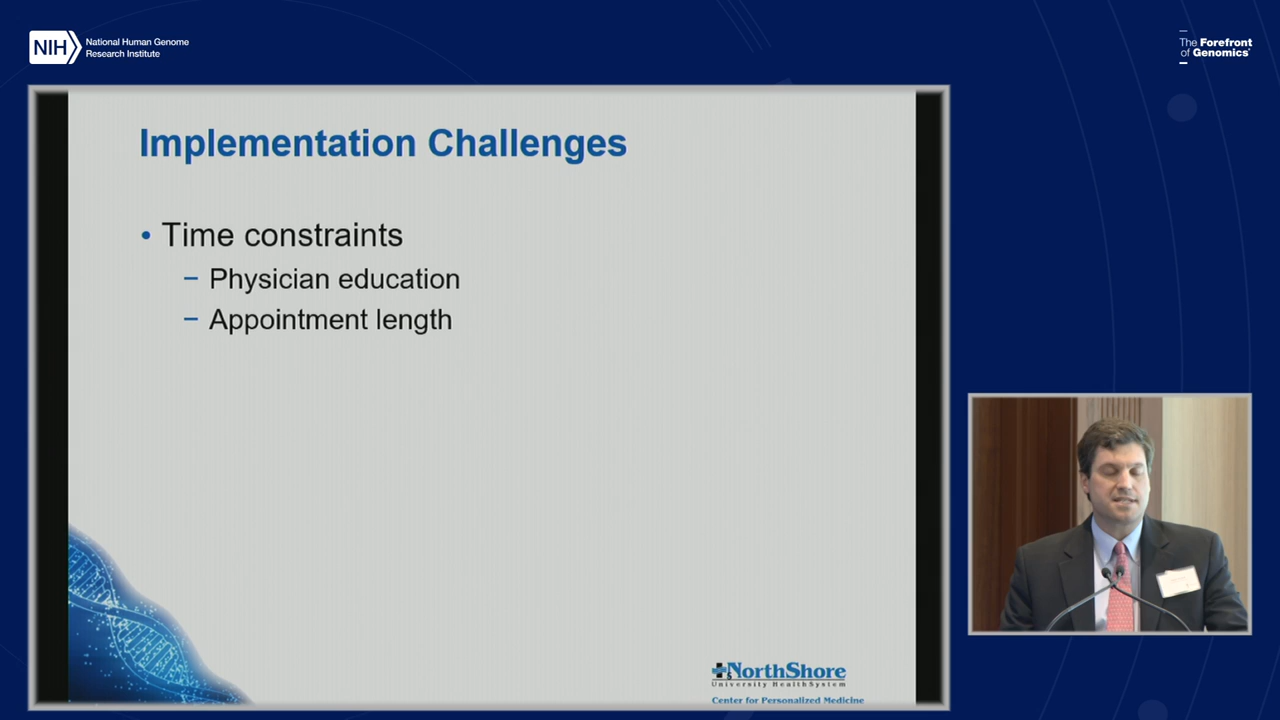 NIH
National Human Genome
Research Institute
The Forefront
of Genomics®
Implementation Challenges
• Time constraints
– Physician education
– Appointment length
NorthShore
University HealthSystem
Center for Personalized Medicine